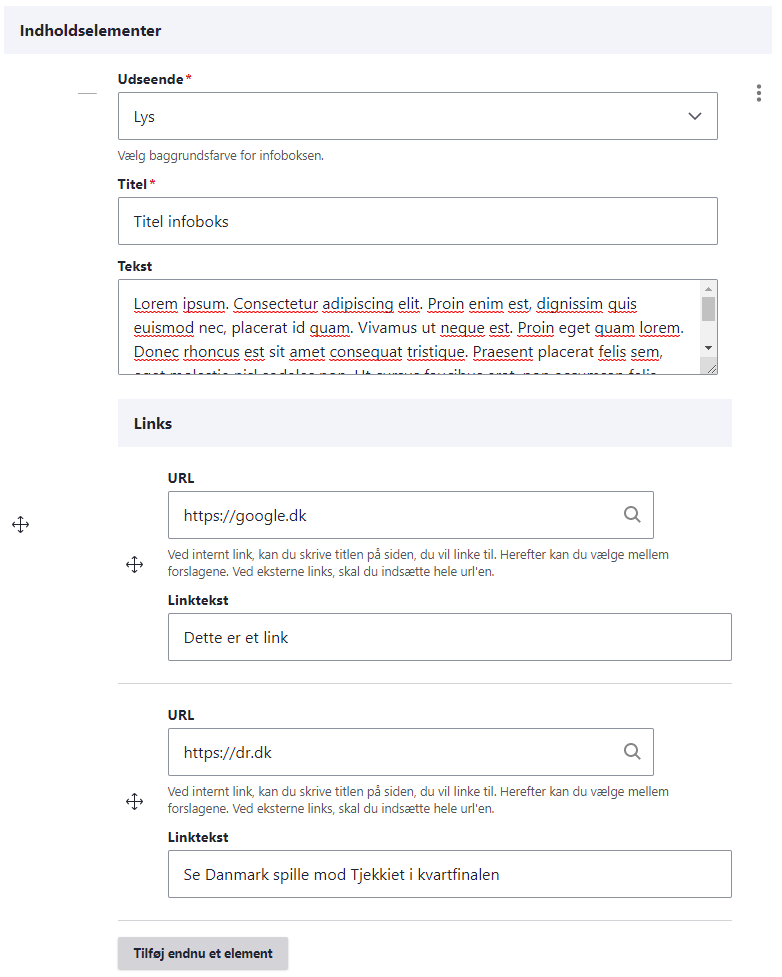 Indholdselementer
Udseende*
Lys
Vælg baggrundsfarve for infoboksen.
Titel*
Titel infoboks
Tekst
Lorem ipsum. Consectetur adipiscing elit. Proin enim est, dignissim quis
euismod nec, placerat id quam. Vivamus ut neque est. Proin eget quam lorem.
Donec rhoncus est sit amet consequat tristique. Praesent placerat felis sem,
Links
URL
https://google.dk
Ved internt link, kan du skrive titlen på siden, du vil linke til. Herefter kan du vælge mellem
forslagene. Ved eksterne links, skal du indsætte hele url'en.
Linktekst
Dette er et link
URL
https://dr.dk
Ved internt link, kan du skrive titlen på siden, du vil linke til. Herefter kan du vælge mellem
forslagene. Ved eksterne links, skal du indsætte hele url'en.
Linktekst
Se Danmark spille mod Tjekkiet i kvartfinalen
Tilføj endnu et element